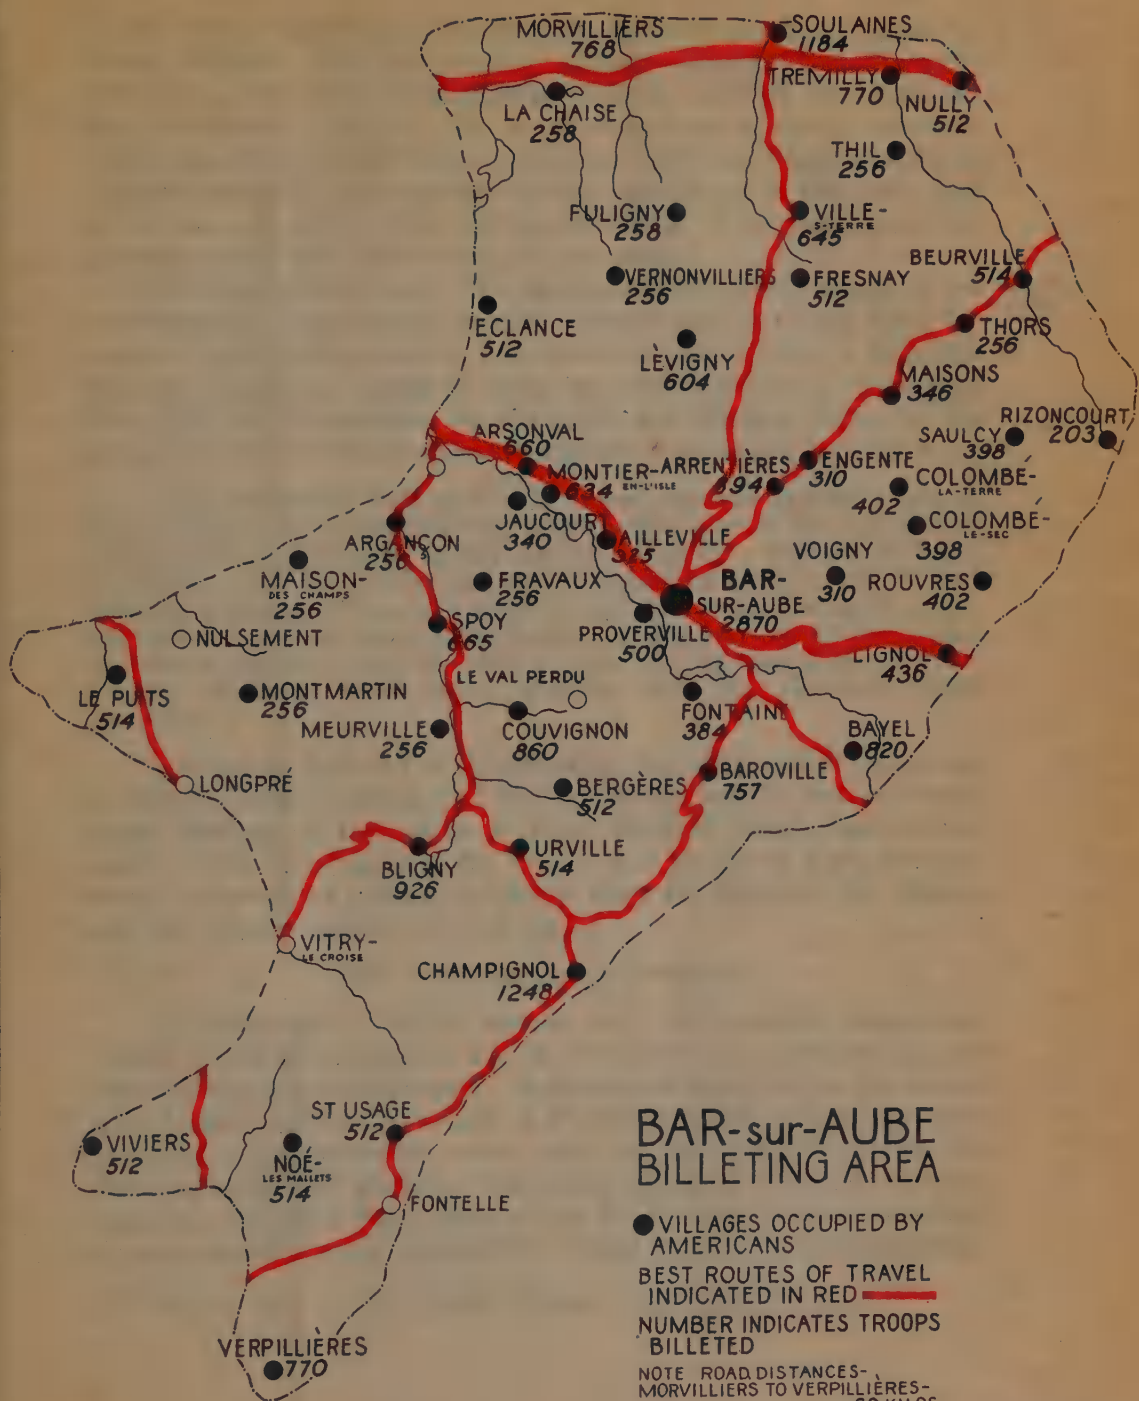 MORVILLIERS
768
SOULAINES
1184
TREMILLY
770
NULLY
512
LA CHAISE
258
THIL
256
FULIGNY
258
VILLE-
S-TERRE
645
VERNONVILLIERS
256
FRESNAY
512
BEURVILLE
514
ECLANCE
512
THORS
256
LÈVIGNY
604
MAISONS
346
RIZONCOURT
203
SAULCY
398
ARSONVAL
660
MONTIER-
EN-L'ISLE
634
ARRENTIÈRES
394
ENGENTE
310
COLOMBÉ-
LA-TERRE
402
JAUCOURT
340
AILLEVILLE
325
COLOMBÉ-
LE-SEC
398
ARGANÇON
256
VOIGNY
310
ROUVRES
402
MAISON-
DES CHAMPS
256
FRAVAUX
256
BAR-
SUR-AUBE
2870
NULSEMENT
SPOY
665
PROVERVILLE
500
LIGNOL
436
LE PUITS
514
MONTMARTIN
256
LE VAL PERDU
MEURVILLE
256
COUVIGNON
860
FONTAINE
384
BAYEL
820
LONGPRÉ
BERGÈRES
512
BAROVILLE
757
BLIGNY
926
URVILLE
514
VITRY-
LE CROISE
CHAMPIGNOL
1248
ST USAGE
512
VIVIERS
512
NOÉ-
LES MALLETS
514
FONTELLE
VERPILLIÈRES
770
BAR-sur-AUBE
BILLETING AREA
VILLAGES OCCUPIED BY
AMERICANS
BEST ROUTES OF TRAVEL
INDICATED IN RED
NUMBER INDICATES TROOPS
BILLETED
NOTE ROAD DISTANCES-
MORVILLIERS TO VERPILLIÈRES-